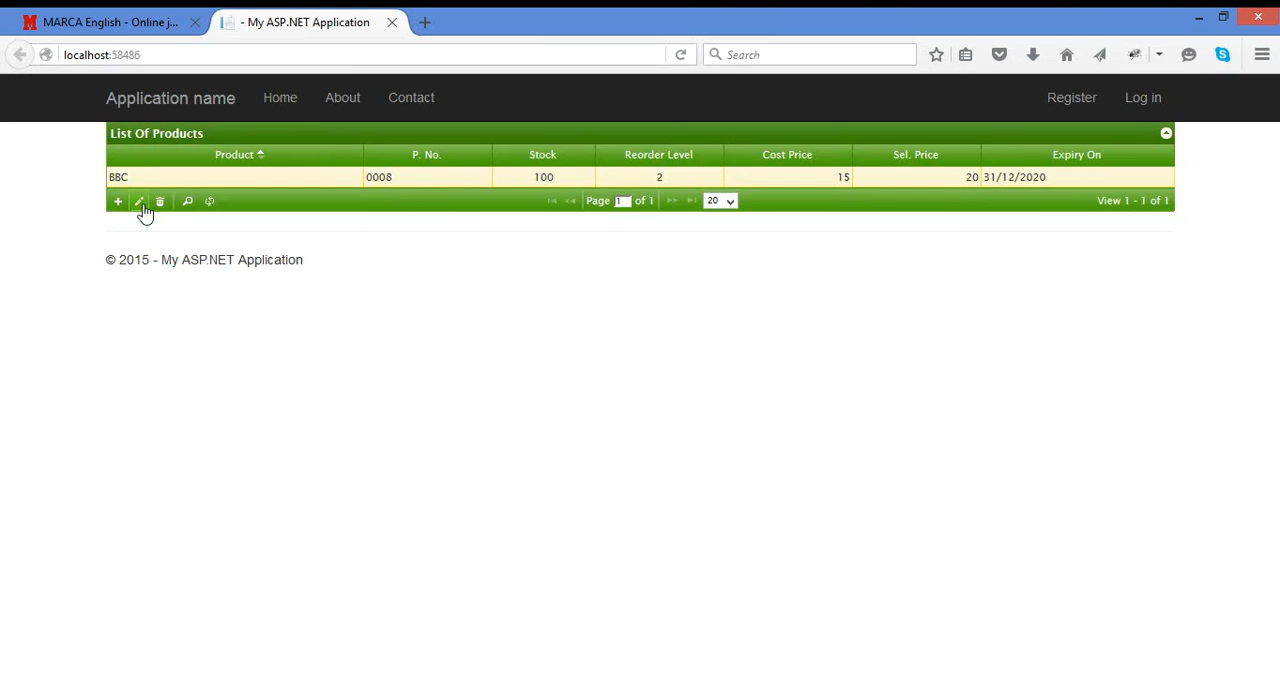 MARCA English - Online j...
- My ASP.NET Application
localhost:58486
Search
Application name Home About Contact Register Log in
List Of Products
Product P. No. Stock Reorder Level Cost Price Sel. Price Expiry On
BBC 0008 100 2 15 20 31/12/2020
Page 1 of 1 20 View 1 - 1 of 1
© 2015 - My ASP.NET Application